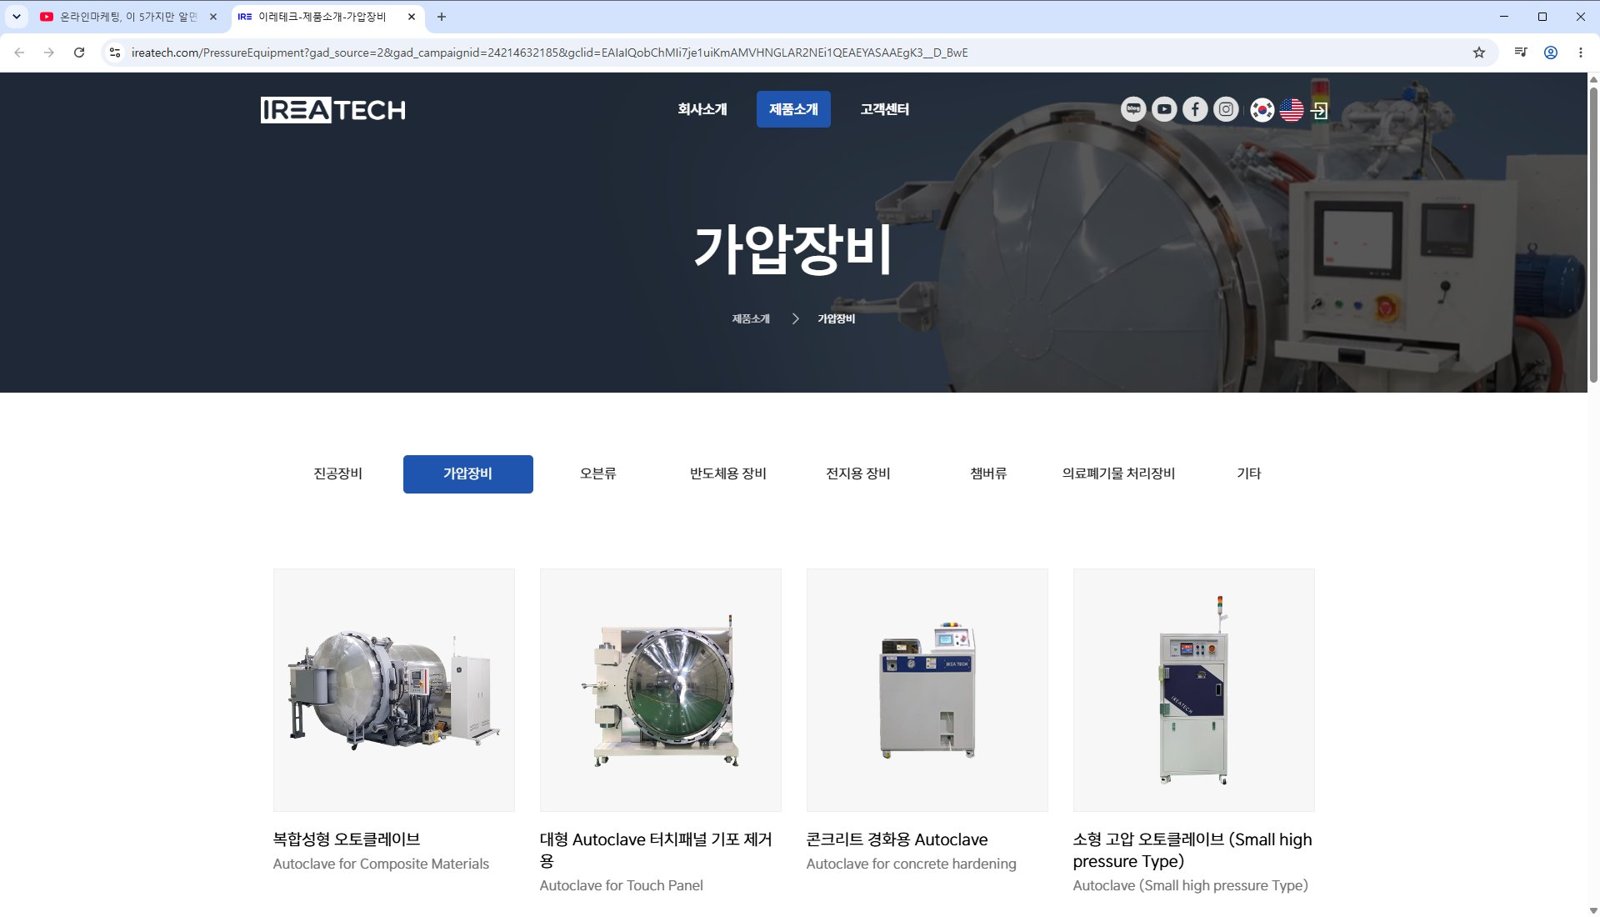 온라인마케팅, 이 5가지만 알면
IRE 이레테크-제품소개-가압장비
ireatech.com/PressureEquipment?gad_source=2&gad_campaignid=24214632185&gclid=EAIaIQobChMIi7je1uiKmAMVHNGLAR2NEi1QEAEYASAAEgK3__D_BwE
IREATECH
회사소개
제품소개
고객센터
blog
가압장비
제품소개
가압장비
진공장비
가압장비
오븐류
반도체용 장비
전지용 장비
챔버류
의료폐기물 처리장비
기타
IREA TECH
IREATECH
복합성형 오토클레이브
Autoclave for Composite Materials
대형 Autoclave 터치패널 기포 제거
용
Autoclave for Touch Panel
콘크리트 경화용 Autoclave
Autoclave for concrete hardening
소형 고압 오토클레이브 (Small high
pressure Type)
Autoclave (Small high pressure Type)